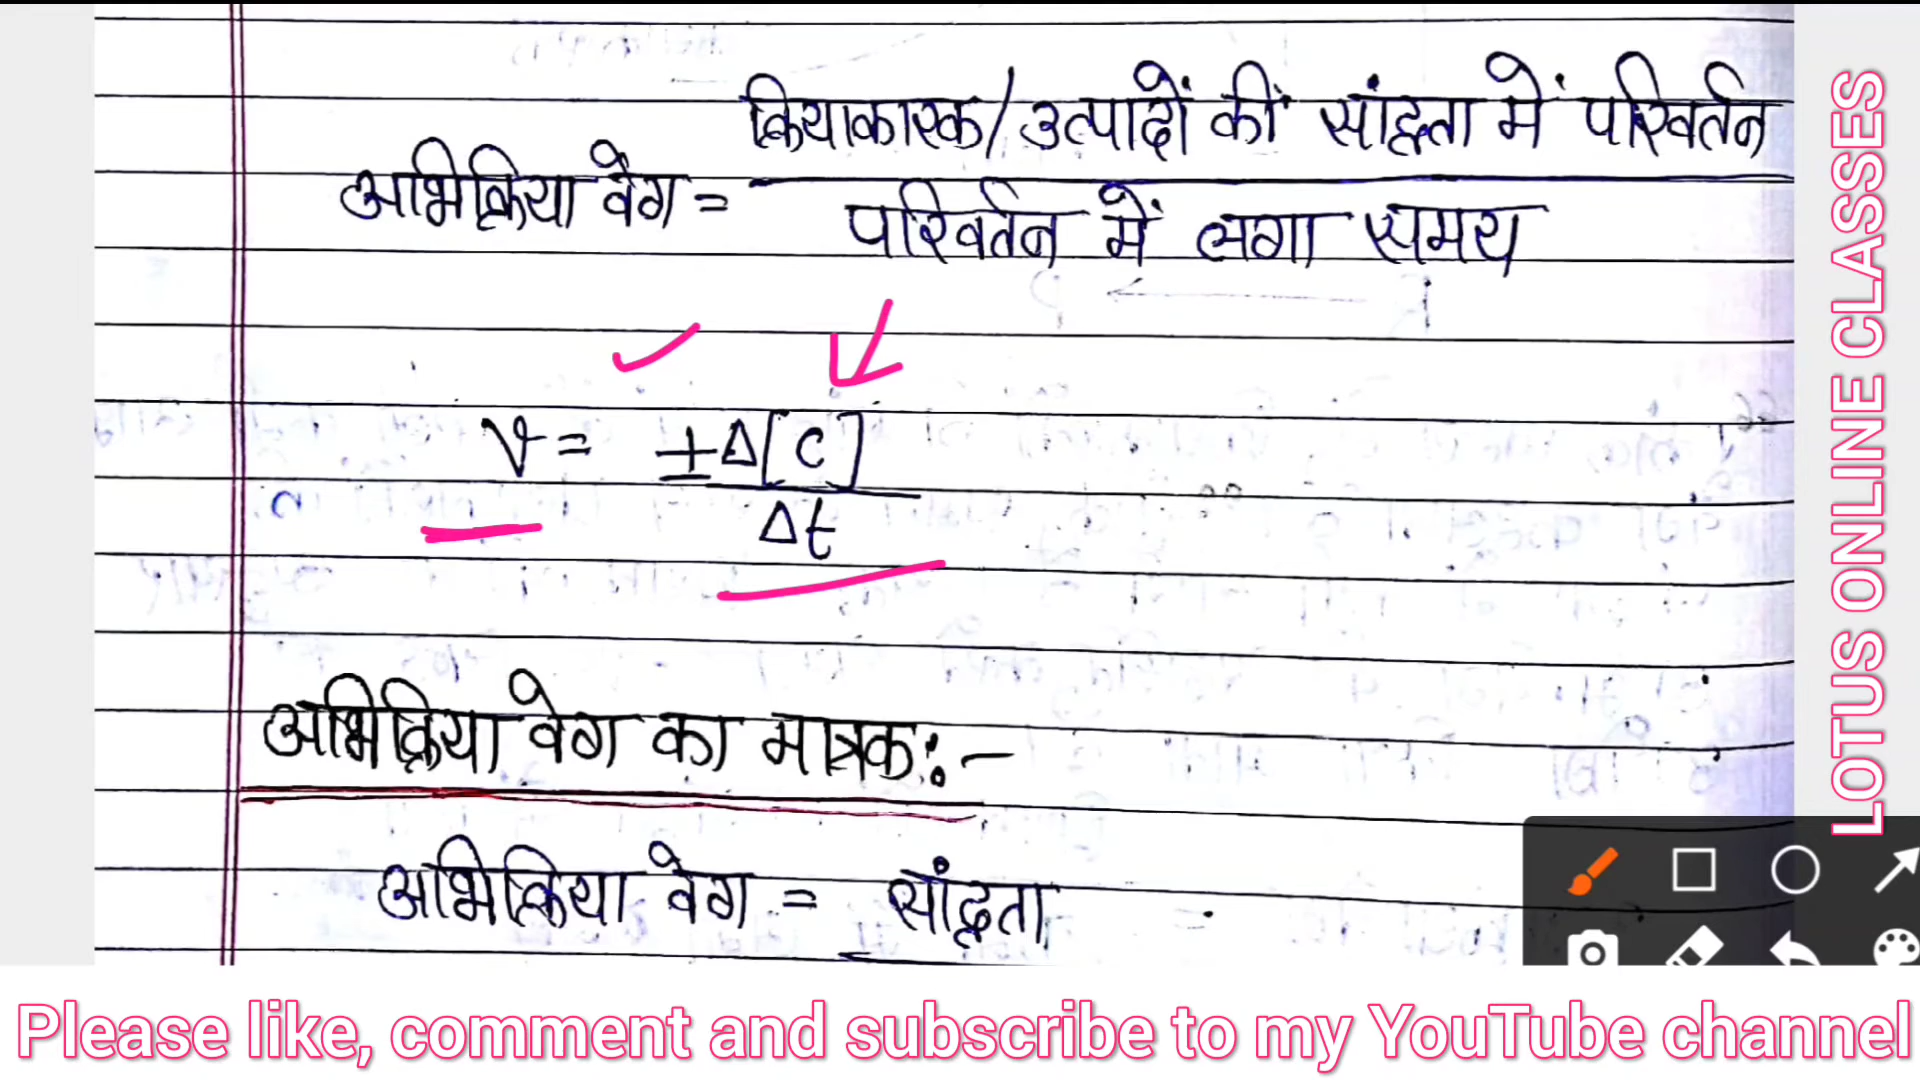 क्रियाकारक/उत्पादों की सांद्रता में परिवर्तन
अभिक्रिया वेग =
परिवर्तन में लगा समय
v = ±Δ[C]
Δt
अभिक्रिया वेग का मात्रक:-
अभिक्रिया वेग = सांद्रता
LOTUS ONLINE CLASSES
Please like, comment and subscribe to my YouTube channel